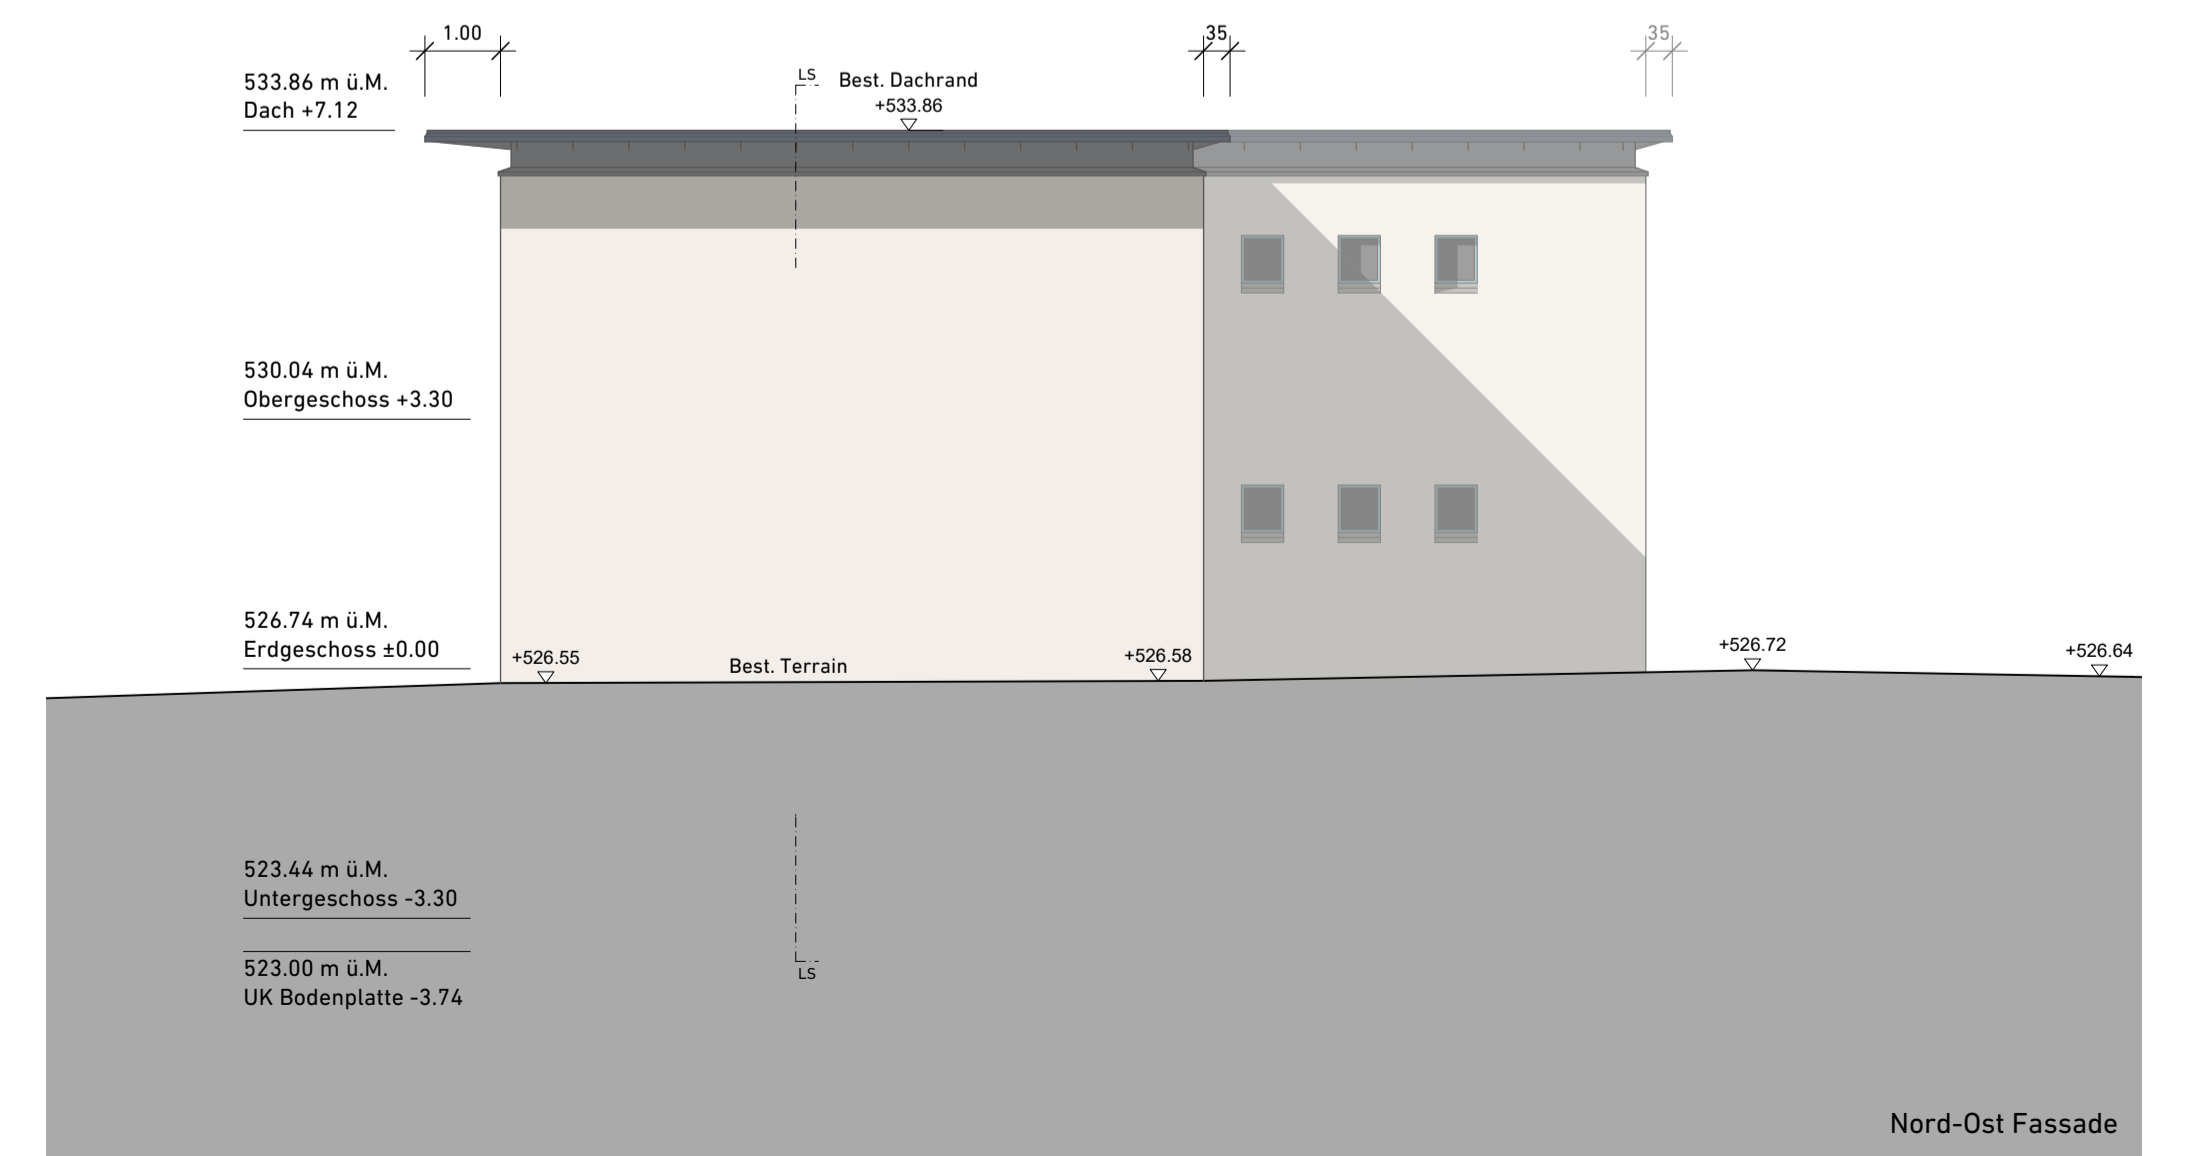 1.00
35
35
533.86 m ü.M.
Dach +7.12
LS
Best. Dachrand
+533.86
530.04 m ü.M.
Obergeschoss +3.30
526.74 m ü.M.
Erdgeschoss ±0.00
+526.55
Best. Terrain
+526.58
+526.72
+526.64
523.44 m ü.M.
Untergeschoss -3.30
523.00 m ü.M.
UK Bodenplatte -3.74
LS
Nord-Ost Fassade